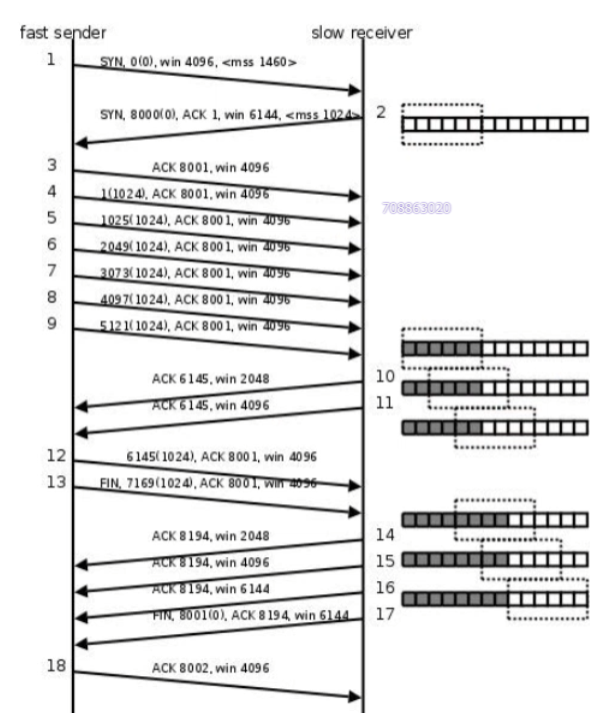 fast sender slow receiver
1 SYN, 0(0), win 4096, <mss 1460>
SYN, 8000(0), ACK 1, win 6144, <mss 1024> 2
3 ACK 8001, win 4096
4 1(1024), ACK 8001, win 4096
708863020
5 1025(1024), ACK 8001, win 4096
6 2049(1024), ACK 8001, win 4096
7 3073(1024), ACK 8001, win 4096
8 4097(1024), ACK 8001, win 4096
9 5121(1024), ACK 8001, win 4096
ACK 6145, win 2048 10
ACK 6145, win 4096 11
12 6145(1024), ACK 8001, win 4096
13 FIN, 7169(1024), ACK 8001, win 4096
ACK 8194, win 2048 14
ACK 8194, win 4096 15
ACK 8194, win 6144 16
FIN, 8001(0), ACK 8194, win 6144 17
18 ACK 8002, win 4096